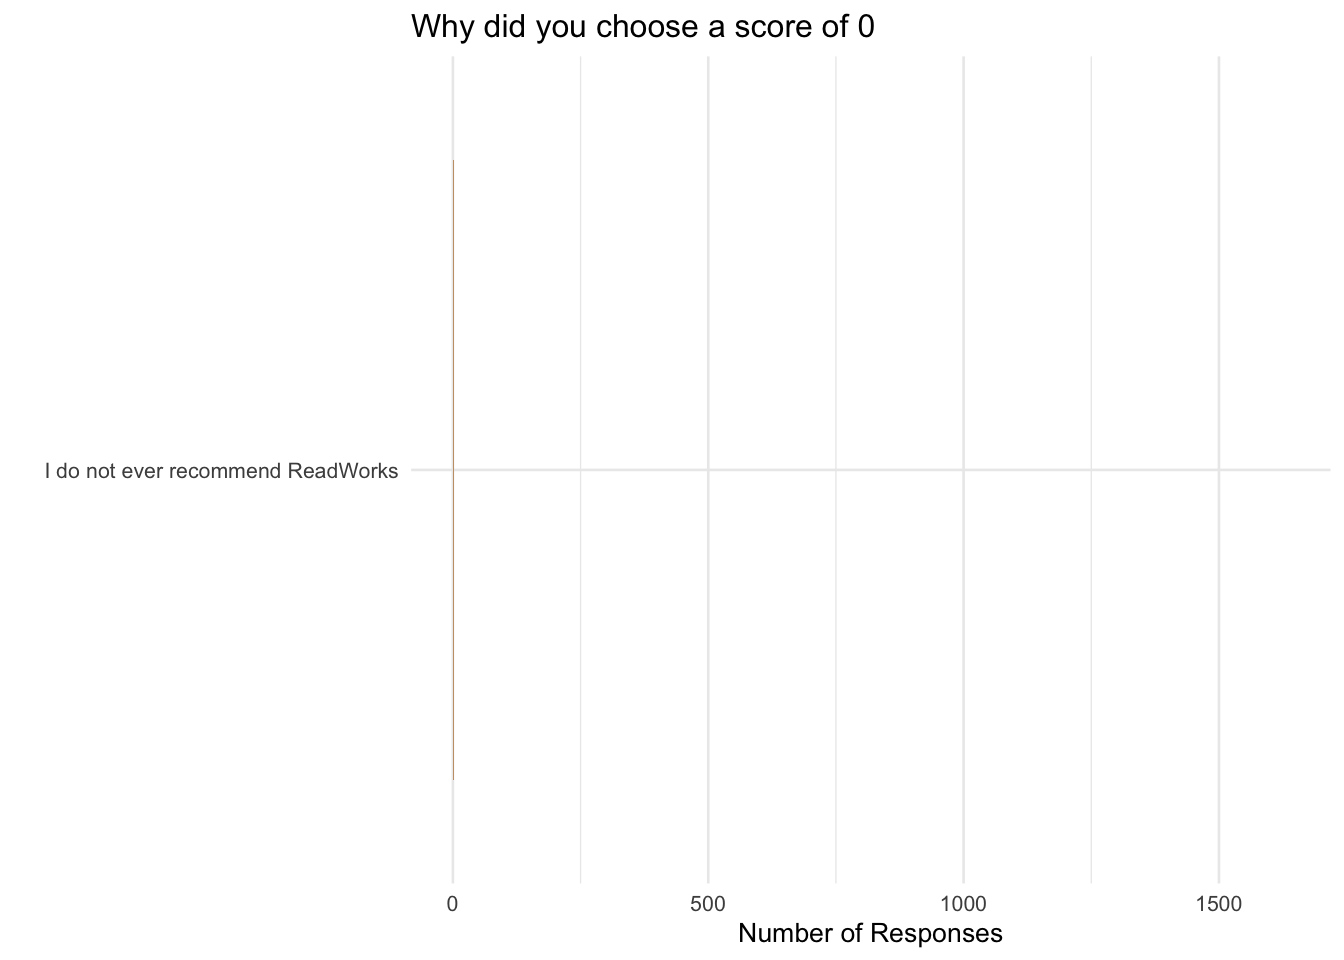 Why did you choose a score of 0
I do not ever recommend ReadWorks
0 500 1000 1500
Number of Responses